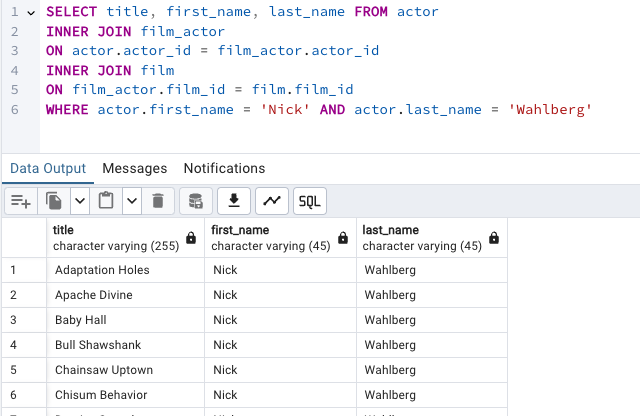 1 SELECT title, first_name, last_name FROM actor
2 INNER JOIN film_actor
3 ON actor.actor_id = film_actor.actor_id
4 INNER JOIN film
5 ON film_actor.film_id = film.film_id
6 WHERE actor.first_name = 'Nick' AND actor.last_name = 'Wahlberg'
Data Output Messages Notifications
SQL
title first_name last_name
character varying (255) character varying (45) character varying (45)
1 Adaptation Holes Nick Wahlberg
2 Apache Divine Nick Wahlberg
3 Baby Hall Nick Wahlberg
4 Bull Shawshank Nick Wahlberg
5 Chainsaw Uptown Nick Wahlberg
6 Chisum Behavior Nick Wahlberg